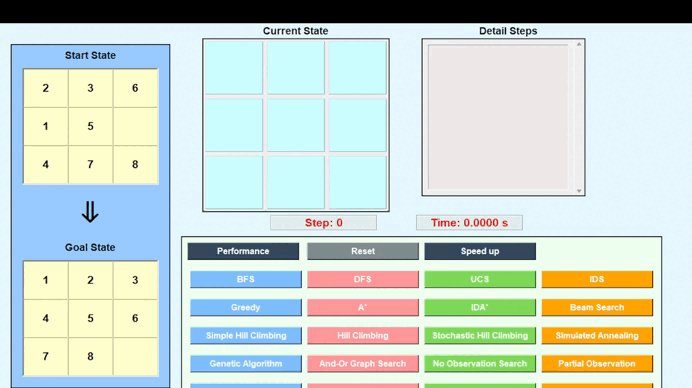 Current State
Detail Steps
Start State
2 3 6
1 5
4 7 8
⇓
Goal State
1 2 3
4 5 6
7 8
Step: 0
Time: 0.0000 s
Performance
Reset
Speed up
BFS
DFS
UCS
IDS
Greedy
A*
IDA*
Beam Search
Simple Hill Climbing
Hill Climbing
Stochastic Hill Climbing
Simulated Annealing
Genetic Algorithm
And-Or Graph Search
No Observation Search
Partial Observation